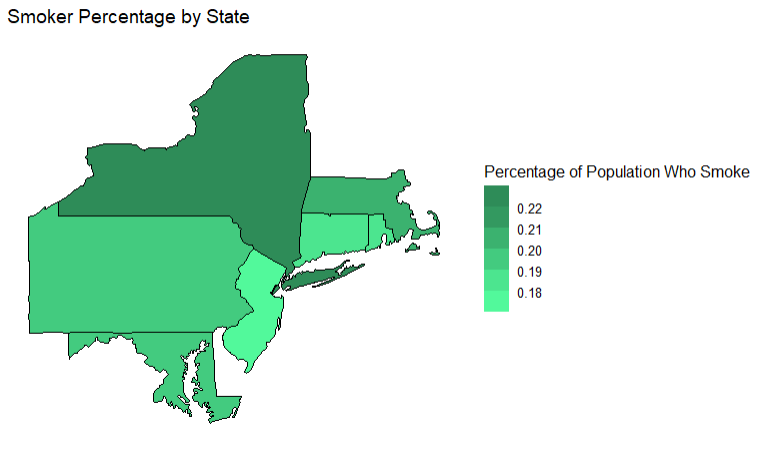 Smoker Percentage by State
Percentage of Population Who Smoke
0.22
0.21
0.20
0.19
0.18